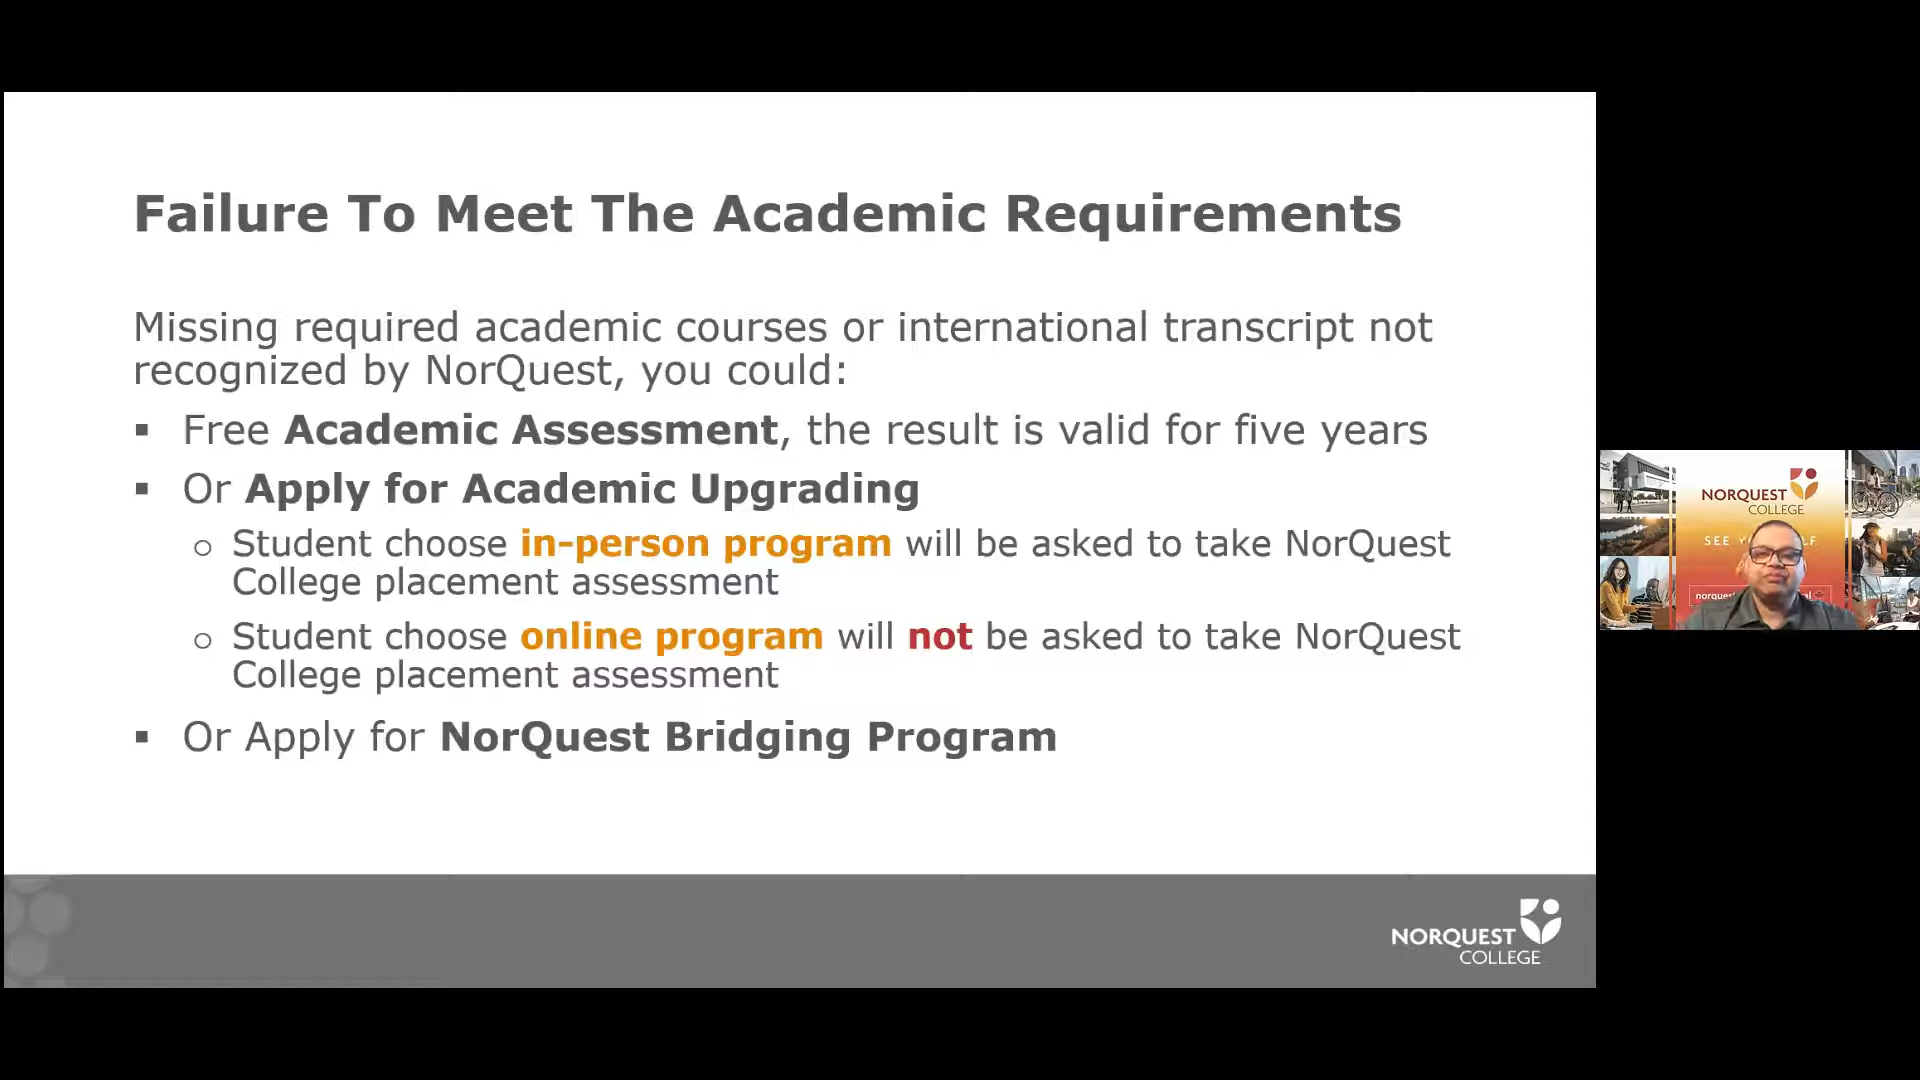 Failure To Meet The Academic Requirements
Missing required academic courses or international transcript not
recognized by NorQuest, you could:
▪ Free Academic Assessment, the result is valid for five years
▪ Or Apply for Academic Upgrading
o Student choose in-person program will be asked to take NorQuest
College placement assessment
o Student choose online program will not be asked to take NorQuest
College placement assessment
▪ Or Apply for NorQuest Bridging Program
NORQUEST
COLLEGE
NORQUEST
COLLEGE
SEE